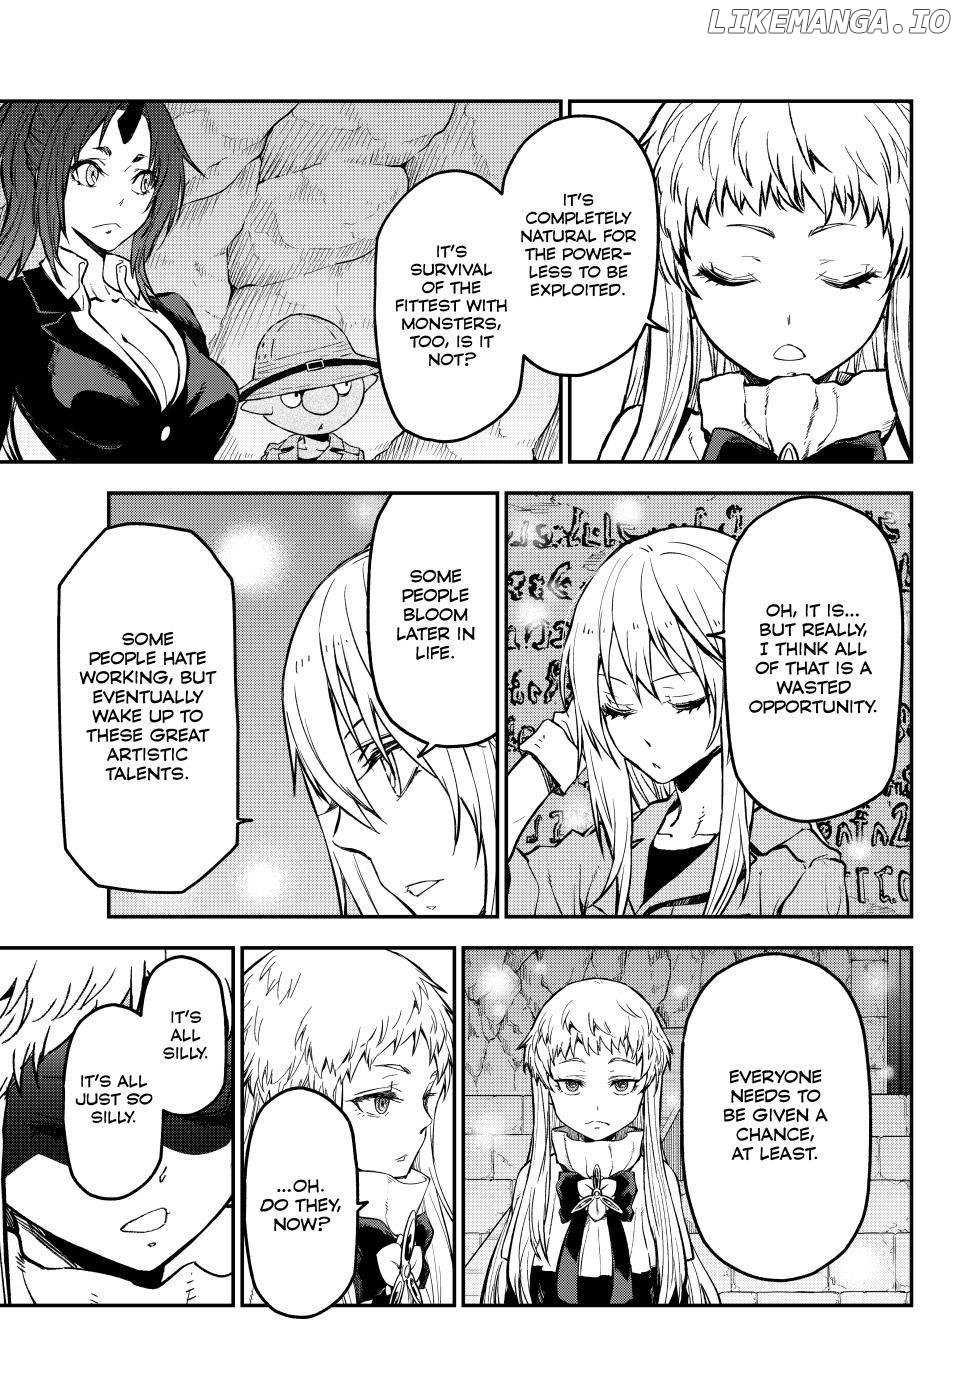 LIKEMANGA.IO
IT'S
COMPLETELY
NATURAL FOR
THE POWER-
LESS TO BE
EXPLOITED.
IT'S
SURVIVAL
OF THE
FITTEST WITH
MONSTERS,
TOO, IS IT
NOT?
OH, IT IS...
BUT REALLY,
I THINK ALL
OF THAT IS A
WASTED
OPPORTUNITY.
SOME
PEOPLE
BLOOM
LATER IN
LIFE.
SOME
PEOPLE HATE
WORKING, BUT
EVENTUALLY
WAKE UP TO
THESE GREAT
ARTISTIC
TALENTS.
EVERYONE
NEEDS TO
BE GIVEN A
CHANCE,
AT LEAST.
...OH.
DO THEY,
NOW?
IT'S
ALL
SILLY.
IT'S ALL
JUST SO
SILLY.